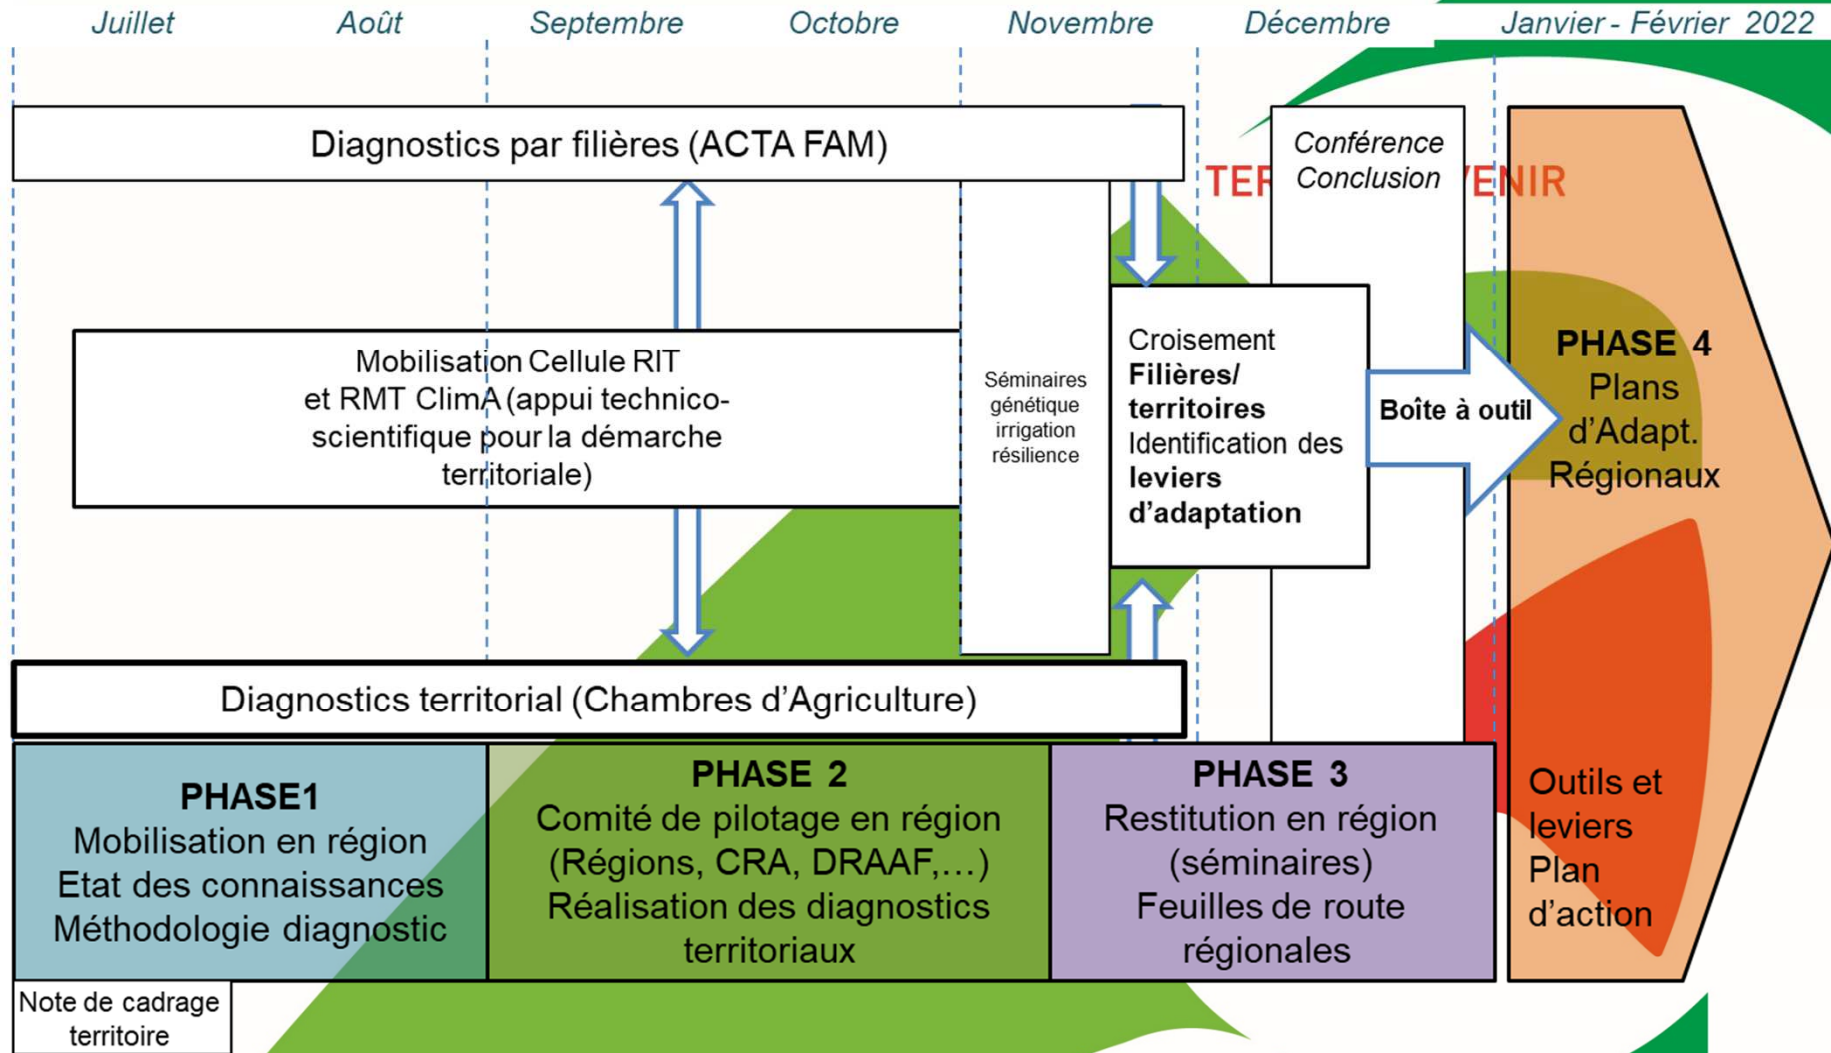 Juillet Août Septembre Octobre Novembre Décembre Janvier - Février 2022
Diagnostics par filières (ACTA FAM)
Conférence
Conclusion
TER VENIR
Mobilisation Cellule RIT
et RMT ClimA (appui technico-
scientifique pour la démarche
territoriale)
Séminaires
génétique
irrigation
résilience
Croisement
Filières/
territoires
Identification des
leviers
d’adaptation
Boîte à outil
PHASE 4
Plans
d’Adapt.
Régionaux
Diagnostics territorial (Chambres d’Agriculture)
PHASE1
Mobilisation en région
Etat des connaissances
Méthodologie diagnostic
PHASE 2
Comité de pilotage en région
(Régions, CRA, DRAAF,…)
Réalisation des diagnostics
territoriaux
PHASE 3
Restitution en région
(séminaires)
Feuilles de route
régionales
Outils et
leviers
Plan
d’action
Note de cadrage
territoire